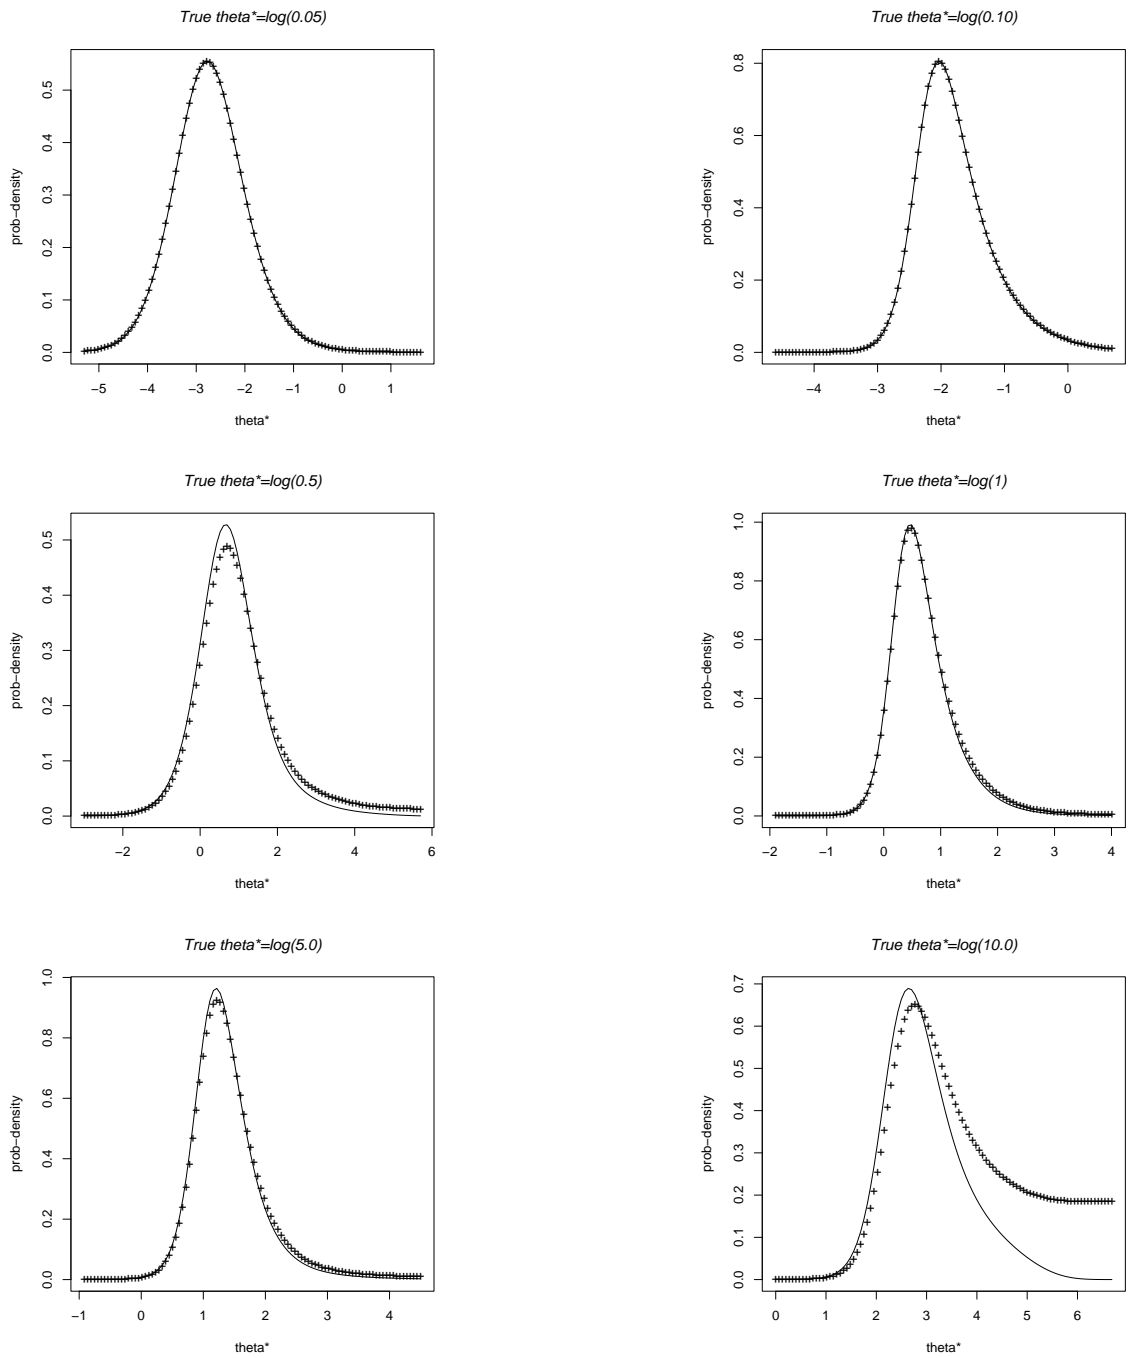 True theta*=log(0.05)
prob−density
0.0 0.1 0.2 0.3 0.4 0.5
−5 −4 −3 −2 −1 0 1
theta*
True theta*=log(0.10)
prob−density
0.0 0.2 0.4 0.6 0.8
−4 −3 −2 −1 0
theta*
True theta*=log(0.5)
prob−density
0.0 0.1 0.2 0.3 0.4 0.5
−2 0 2 4 6
theta*
True theta*=log(1)
prob−density
0.0 0.2 0.4 0.6 0.8 1.0
−2 −1 0 1 2 3 4
theta*
True theta*=log(5.0)
prob−density
0.0 0.2 0.4 0.6 0.8 1.0
−1 0 1 2 3 4
theta*
True theta*=log(10.0)
prob−density
0.0 0.1 0.2 0.3 0.4 0.5 0.6 0.7
0 1 2 3 4 5 6
theta*